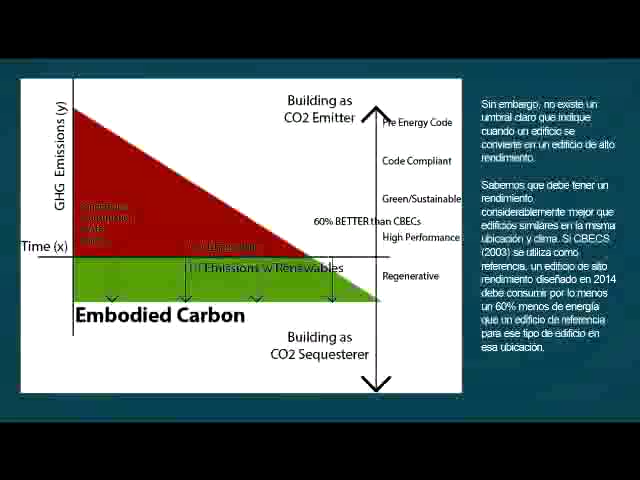 Building as
CO2 Emitter
GHG Emissions (y)
Pre Energy Code
Code Compliant
Green/Sustainable
60% BETTER than CBECs
High Performance
Time (x)
Emissions w Renewables
Regenerative
Embodied Carbon
Building as
CO2 Sequesterer
Sin embargo, no existe un
umbral claro que indique
cuando un edificio se
convierte en un edificio de alto
rendimiento.
Sabemos que debe tener un
rendimiento
considerablemente mejor que
edificios similares en la misma
ubicación y clima. Si CBECS
(2003) se utiliza como
referencia, un edificio de alto
rendimiento diseñado en 2014
debe consumir por lo menos
un 60% menos de energía
que un edificio de referencia
para ese tipo de edificio en
esa ubicación.